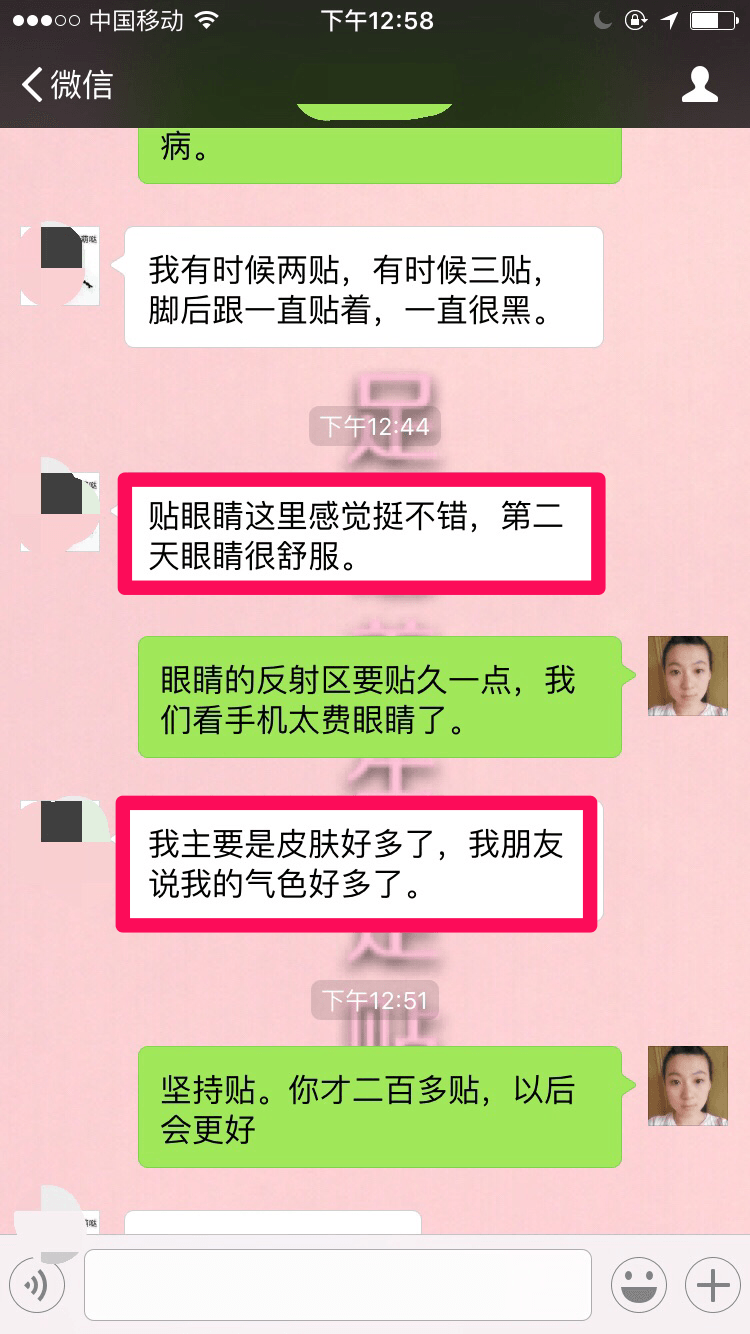 中国移动
下午12:58
微信
病。
我有时候两贴，有时候三贴，
脚后跟一直贴着，一直很黑。
足
下午12:44
贴眼睛这里感觉挺不错，第二
天眼睛很舒服。
眼睛的反射区要贴久一点，我
们看手机太费眼睛了。
我主要是皮肤好多了，我朋友
说我的气色好多了。
足
下午12:51
贴
坚持贴。你才二百多贴，以后
会更好